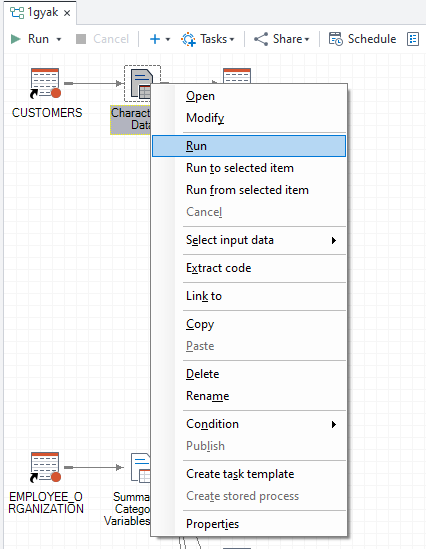 1gyak
Run
Cancel
Tasks
Share
Schedule
CUSTOMERS
Charact
Data
Open
Modify
Run
Run to selected item
Run from selected item
Cancel
Select input data
Extract code
Link to
Copy
Paste
Delete
Rename
Condition
Publish
Create task template
Create stored process
Properties
EMPLOYEE_O
RGANIZATION
Summa
Catego
Variables